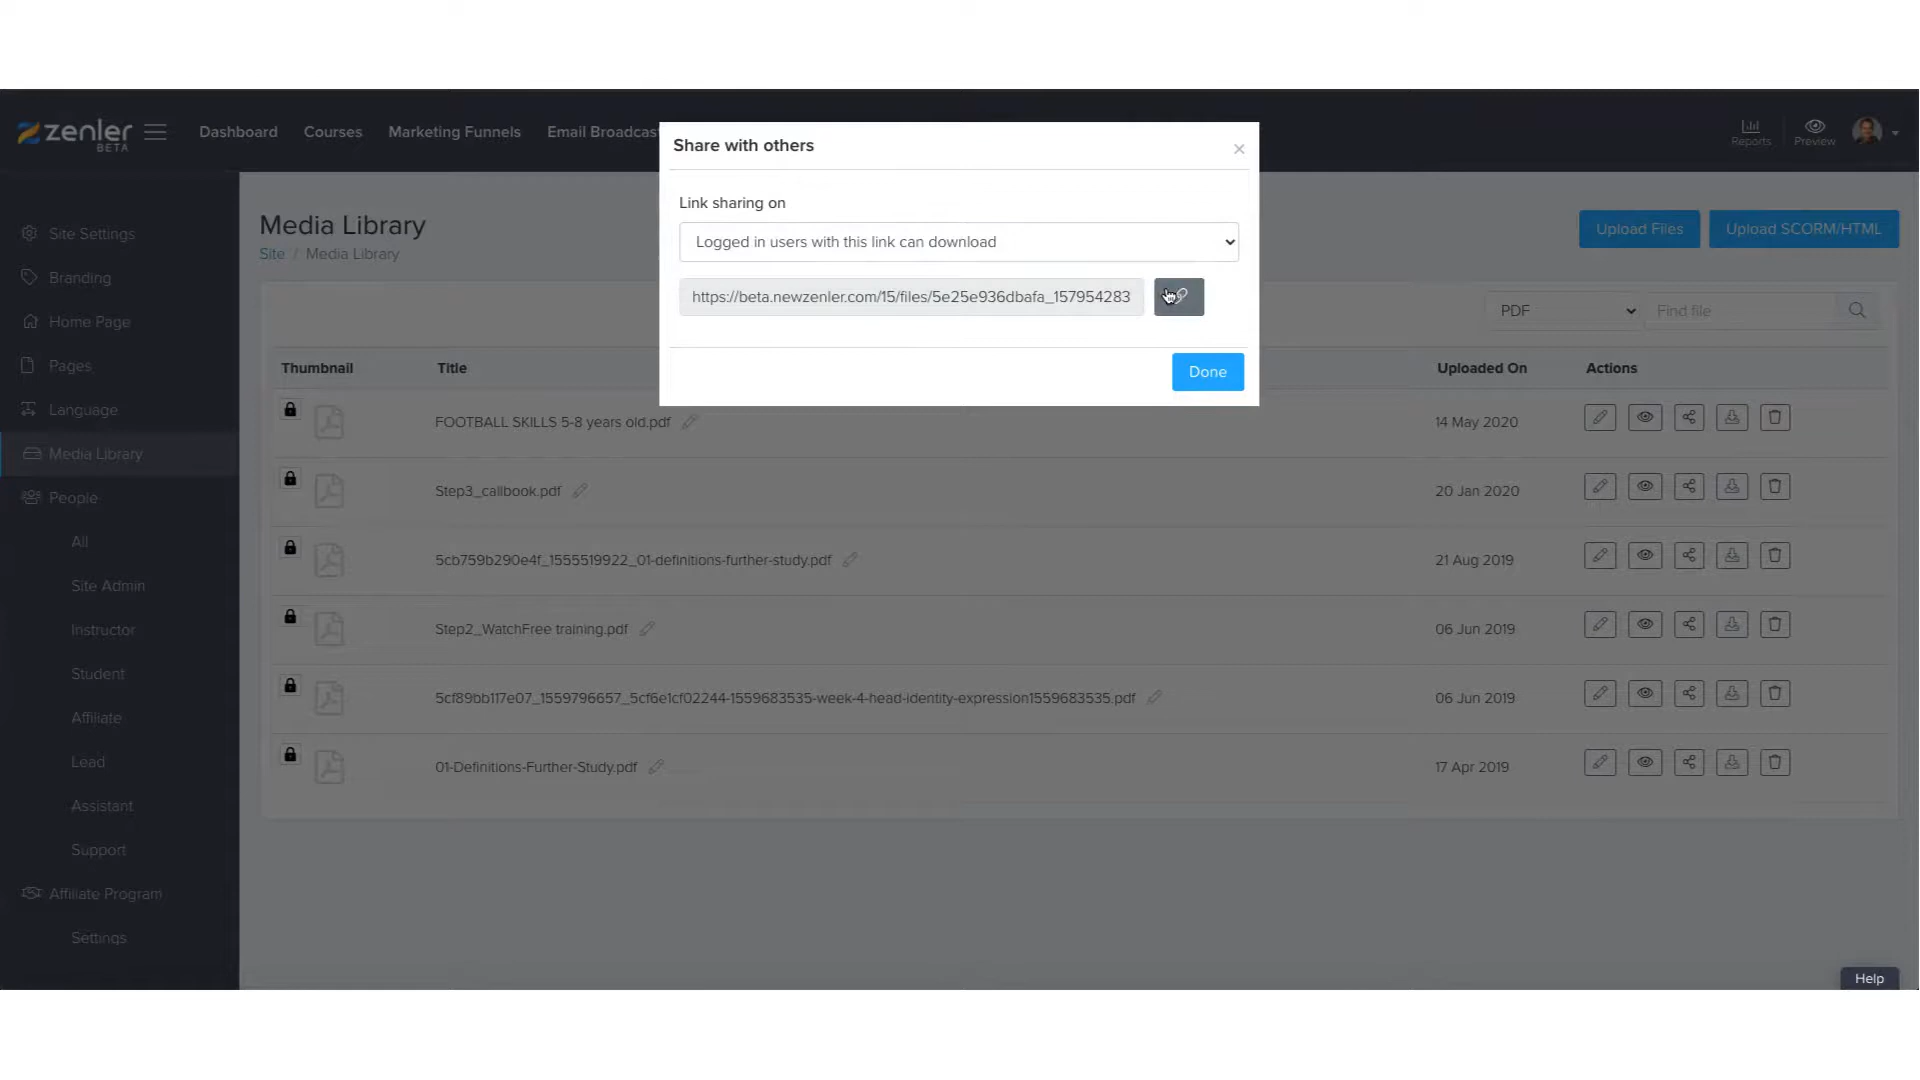 zenler
BETA
Dashboard
Courses
Marketing Funnels
Email Broadcas
Reports
Preview
Share with others
×
Link sharing on
Logged in users with this link can download
https://beta.newzenler.com/15/files/5e25e936dbafa_157954283
Done
Site Settings
Branding
Home Page
Pages
Language
Media Library
People
All
Site Admin
Instructor
Student
Affiliate
Lead
Assistant
Support
Affiliate Program
Settings
Media Library
Site / Media Library
Upload Files
Upload SCORM/HTML
PDF
Find file
Thumbnail Title Uploaded On Actions
FOOTBALL SKILLS 5-8 years old.pdf 14 May 2020
Step3_callbook.pdf 20 Jan 2020
5cb759b290e4f_1555519922_01-definitions-further-study.pdf 21 Aug 2019
Step2_WatchFree training.pdf 06 Jun 2019
5cf89bb117e07_1559796657_5cf6e1cf02244-1559683535-week-4-head-identity-expression1559683535.pdf 06 Jun 2019
01-Definitions-Further-Study.pdf 17 Apr 2019
Help